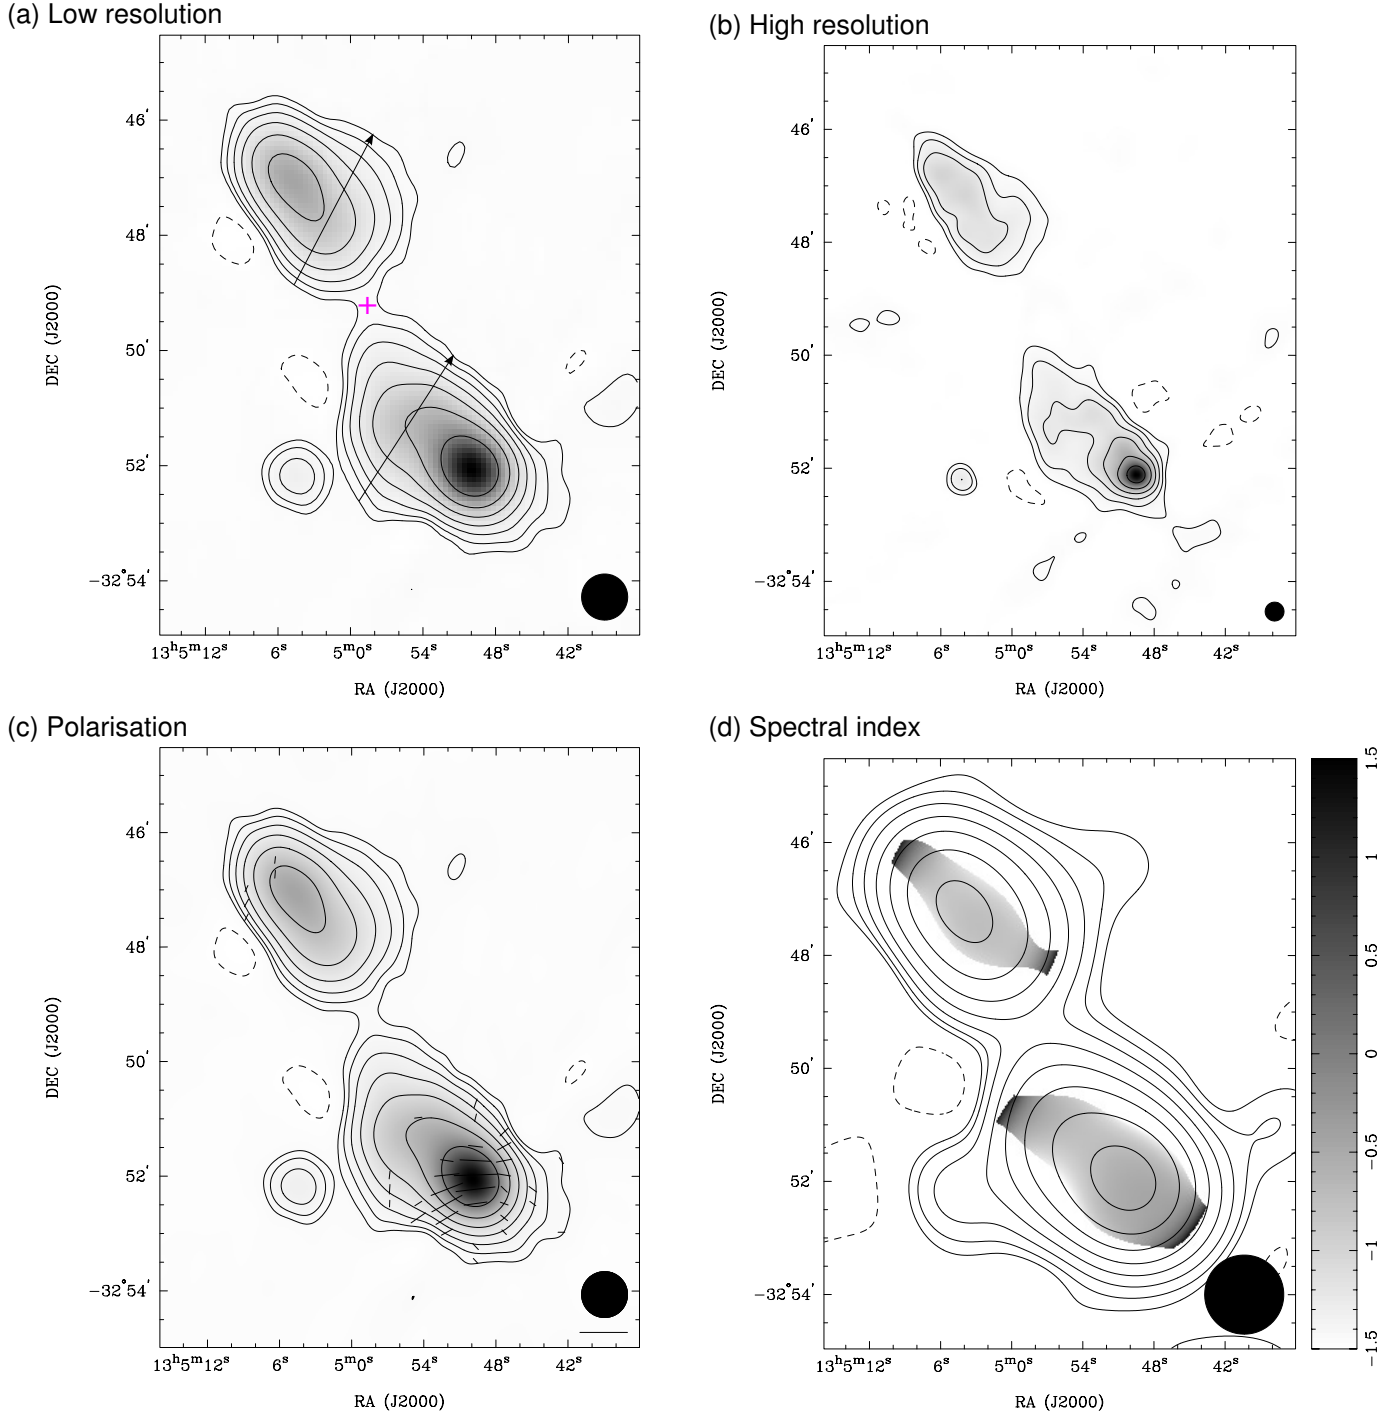 (a) Low resolution
46′
48′
50′
52′
−32°54′
DEC (J2000)
13ʰ5ᵐ12ˢ 6ˢ 5ᵐ0ˢ 54ˢ 48ˢ 42ˢ
RA (J2000)
(b) High resolution
46′
48′
50′
52′
−32°54′
DEC (J2000)
13ʰ5ᵐ12ˢ 6ˢ 5ᵐ0ˢ 54ˢ 48ˢ 42ˢ
RA (J2000)
(c) Polarisation
46′
48′
50′
52′
−32°54′
DEC (J2000)
13ʰ5ᵐ12ˢ 6ˢ 5ᵐ0ˢ 54ˢ 48ˢ 42ˢ
RA (J2000)
(d) Spectral index
46′
48′
50′
52′
−32°54′
DEC (J2000)
13ʰ5ᵐ12ˢ 6ˢ 5ᵐ0ˢ 54ˢ 48ˢ 42ˢ
RA (J2000)
1.5
1
0.5
0
−0.5
−1
−1.5